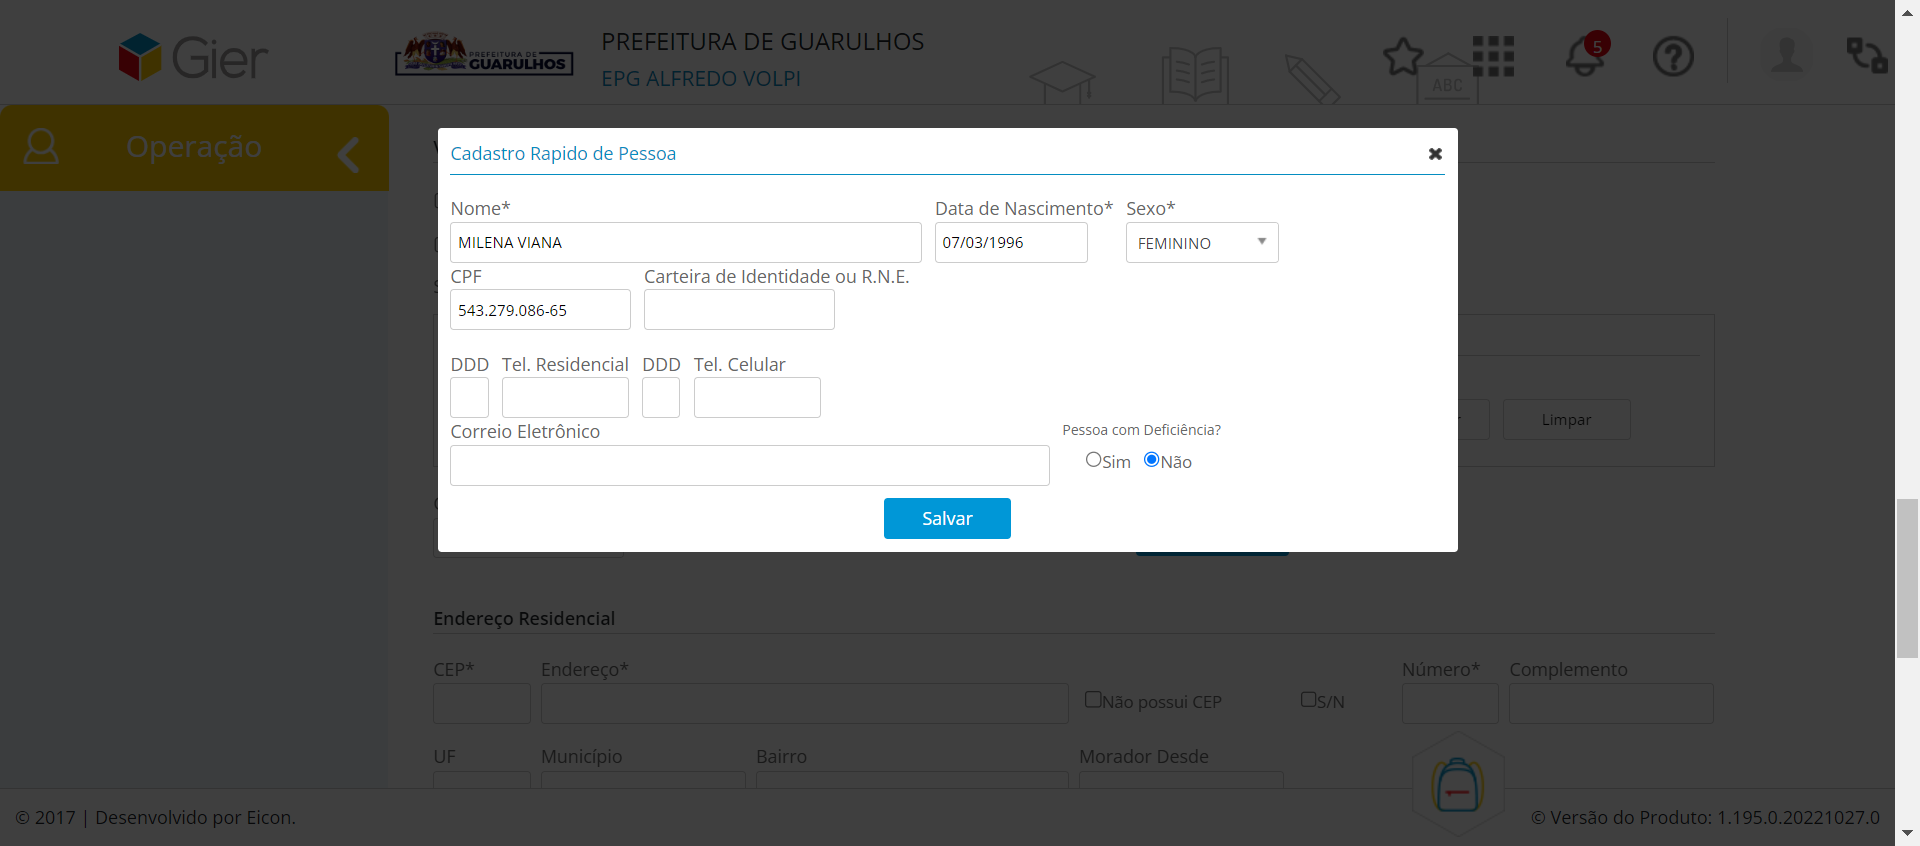 Gier
PREFEITURA DE
GUARULHOS
PREFEITURA DE GUARULHOS
EPG ALFREDO VOLPI
ABC
5
Operação
Cadastro Rapido de Pessoa
Nome*
Data de Nascimento*
Sexo*
MILENA VIANA
07/03/1996
FEMININO
CPF
Carteira de Identidade ou R.N.E.
543.279.086-65
DDD
Tel. Residencial
DDD
Tel. Celular
Correio Eletrônico
Pessoa com Deficiência?
Sim
Não
Salvar
Limpar
Endereço Residencial
CEP*
Endereço*
Não possui CEP
S/N
Número*
Complemento
UF
Município
Bairro
Morador Desde
© 2017 | Desenvolvido por Eicon.
© Versão do Produto: 1.195.0.20221027.0